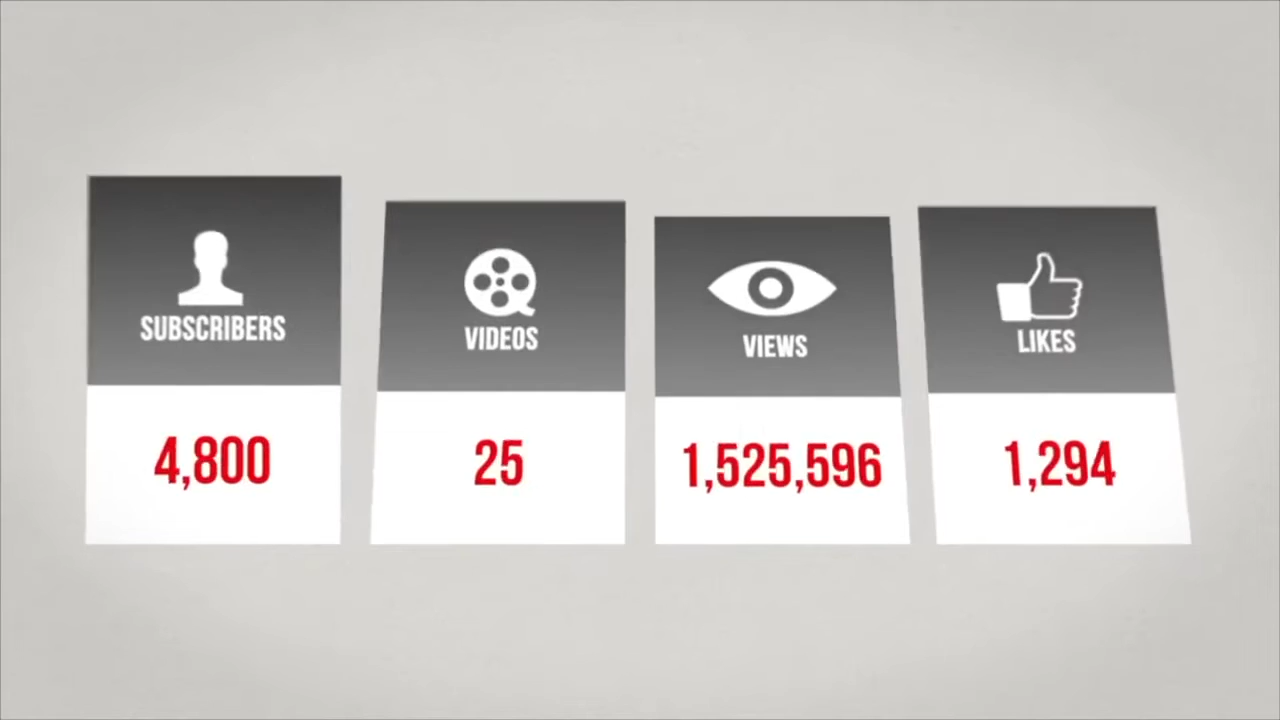 SUBSCRIBERS
4,800
VIDEOS
25
VIEWS
1,525,596
LIKES
1,294